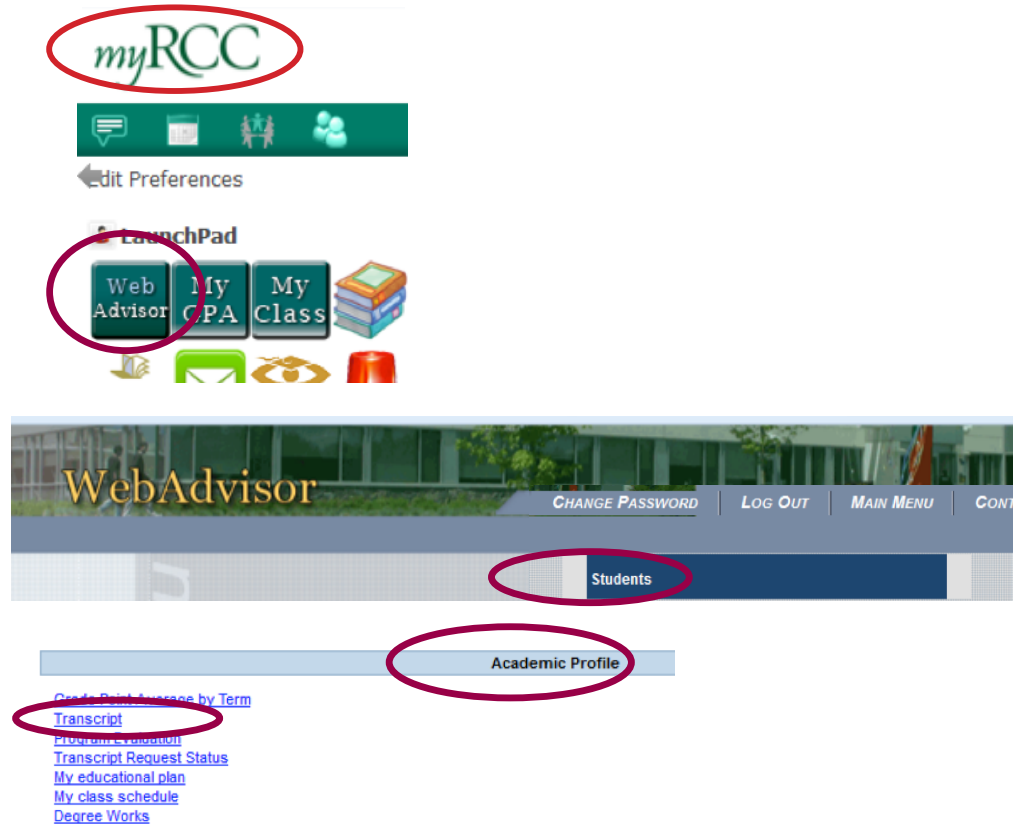 myRCC
Edit Preferences
LaunchPad
Web Advisor
My GPA
My Class
WebAdvisor
CHANGE PASSWORD
LOG OUT
MAIN MENU
CONT
Students
Academic Profile
Grade Point Average by Term
Transcript
Program Evaluation
Transcript Request Status
My educational plan
My class schedule
Degree Works